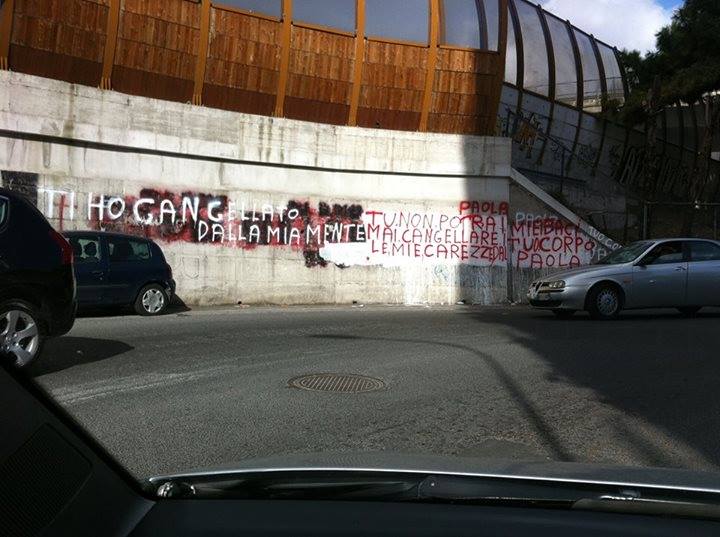 TI HO CANCELLATO
DALLA MIA MENTE
PAOLA
TU NON POTRAI
MAI CANCELLARE I MIEI BACI
LE MIE CAREZZE DAL TUO CORPO
PAOLA